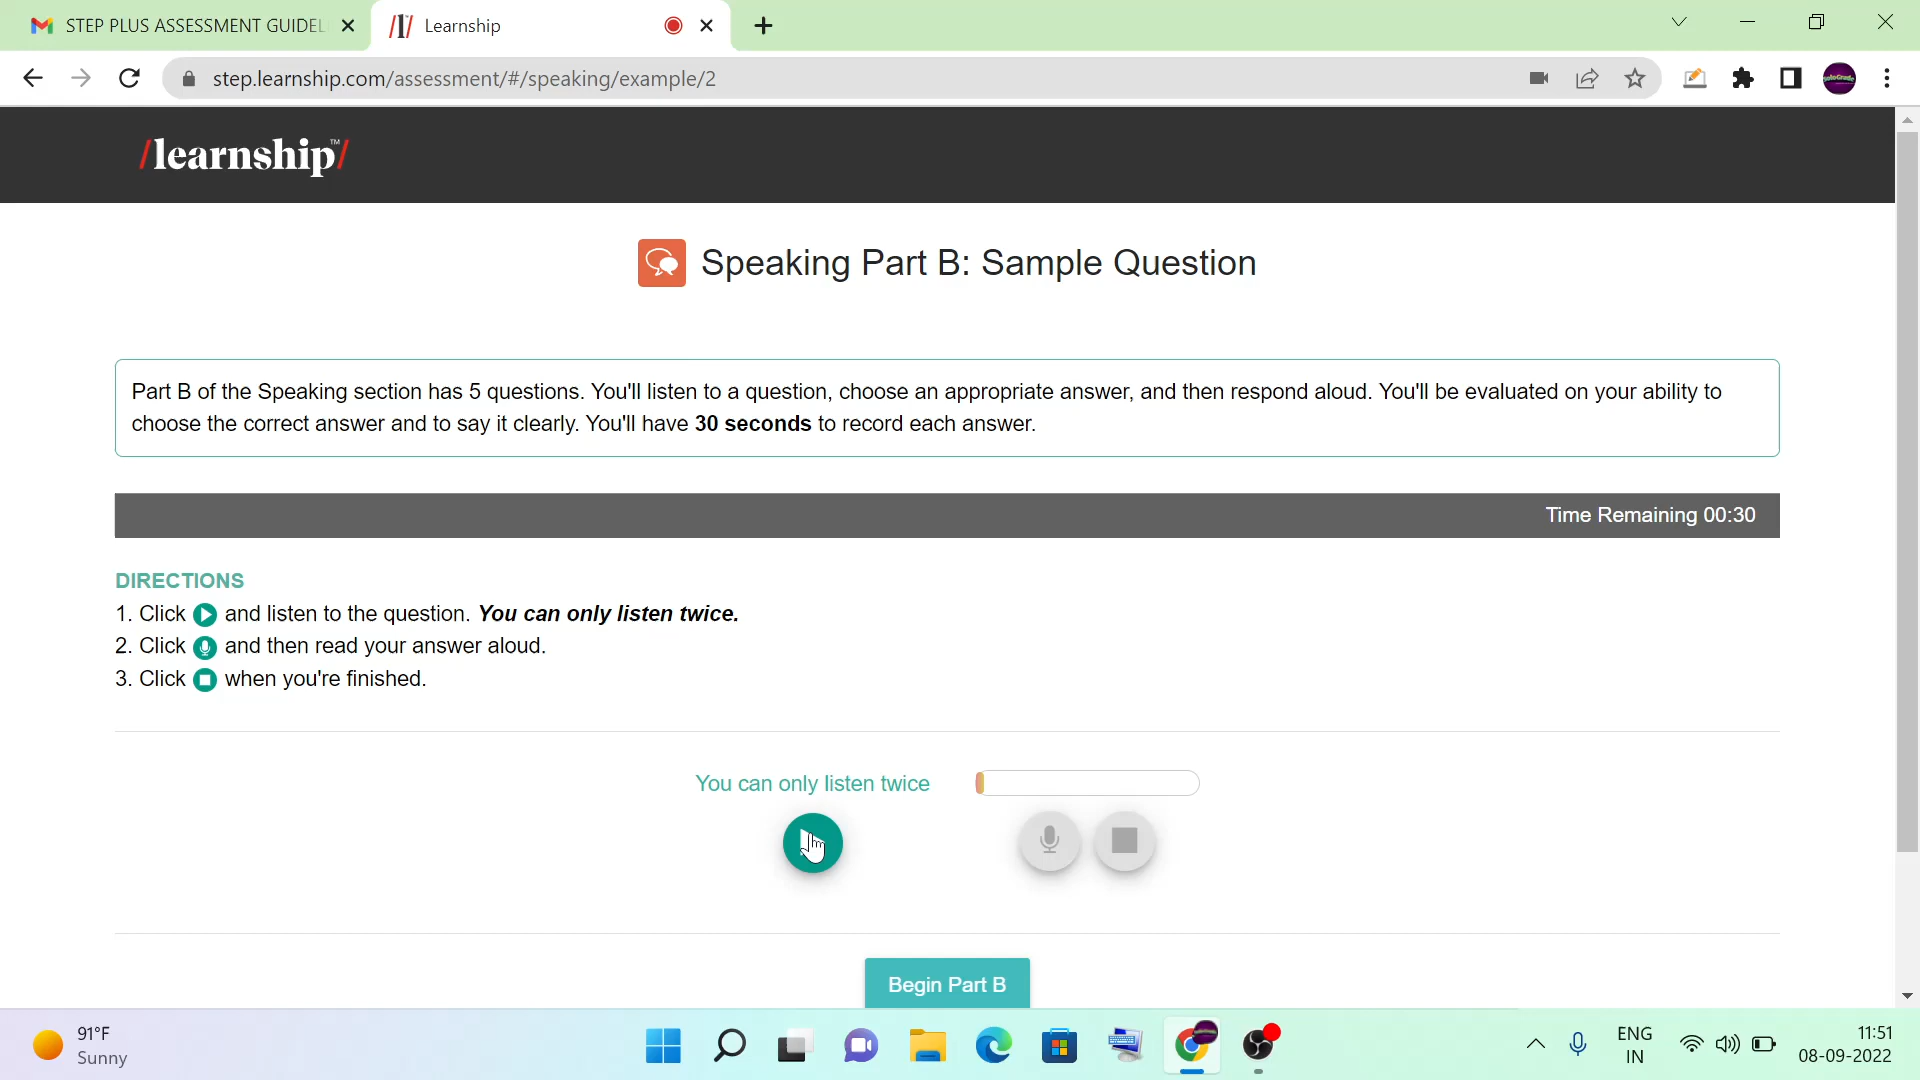 STEP PLUS ASSESSMENT GUIDEL
Learnship
step.learnship.com/assessment/#/speaking/example/2
/learnship™/
Speaking Part B: Sample Question
Part B of the Speaking section has 5 questions. You'll listen to a question, choose an appropriate answer, and then respond aloud. You'll be evaluated on your ability to
choose the correct answer and to say it clearly. You'll have 30 seconds to record each answer.
Time Remaining 00:30
DIRECTIONS
1. Click and listen to the question. You can only listen twice.
2. Click and then read your answer aloud.
3. Click when you're finished.
You can only listen twice
Begin Part B
91°F
Sunny
ENG
IN
11:51
08-09-2022